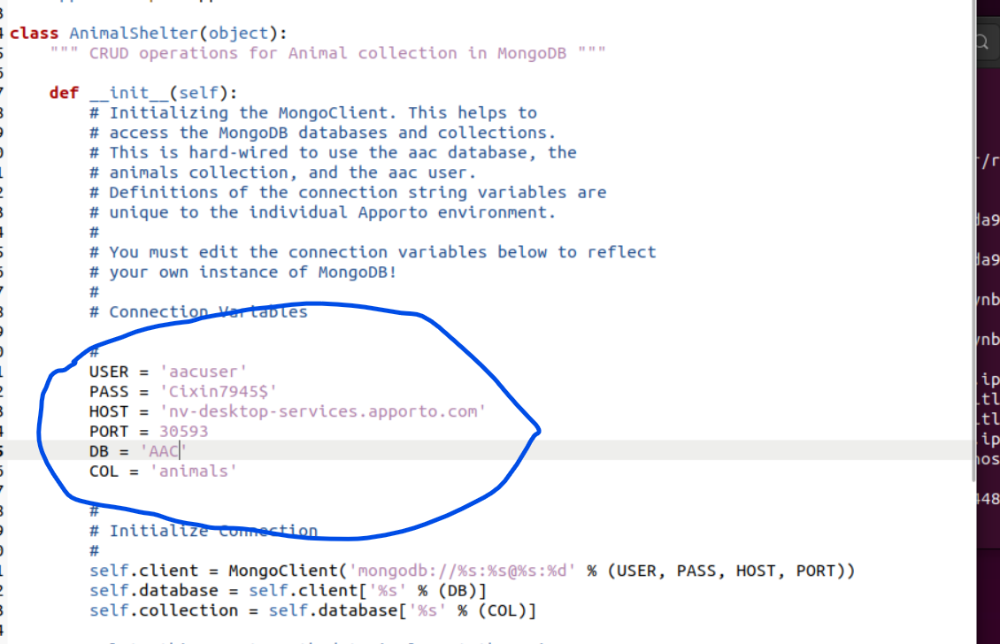 class AnimalShelter(object):
""" CRUD operations for Animal collection in MongoDB """
def __init__(self):
# Initializing the MongoClient. This helps to
# access the MongoDB databases and collections.
# This is hard-wired to use the aac database, the
# animals collection, and the aac user.
# Definitions of the connection string variables are
# unique to the individual Apporto environment.
#
# You must edit the connection variables below to reflect
# your own instance of MongoDB!
#
# Connection Variables
#
USER = 'aacuser'
PASS = 'Cixin7945$'
HOST = 'nv-desktop-services.apporto.com'
PORT = 30593
DB = 'AAC'
COL = 'animals'
#
# Initialize Connection
#
self.client = MongoClient('mongodb://%s:%s@%s:%d' % (USER, PASS, HOST, PORT))
self.database = self.client['%s' % (DB)]
self.collection = self.database['%s' % (COL)]